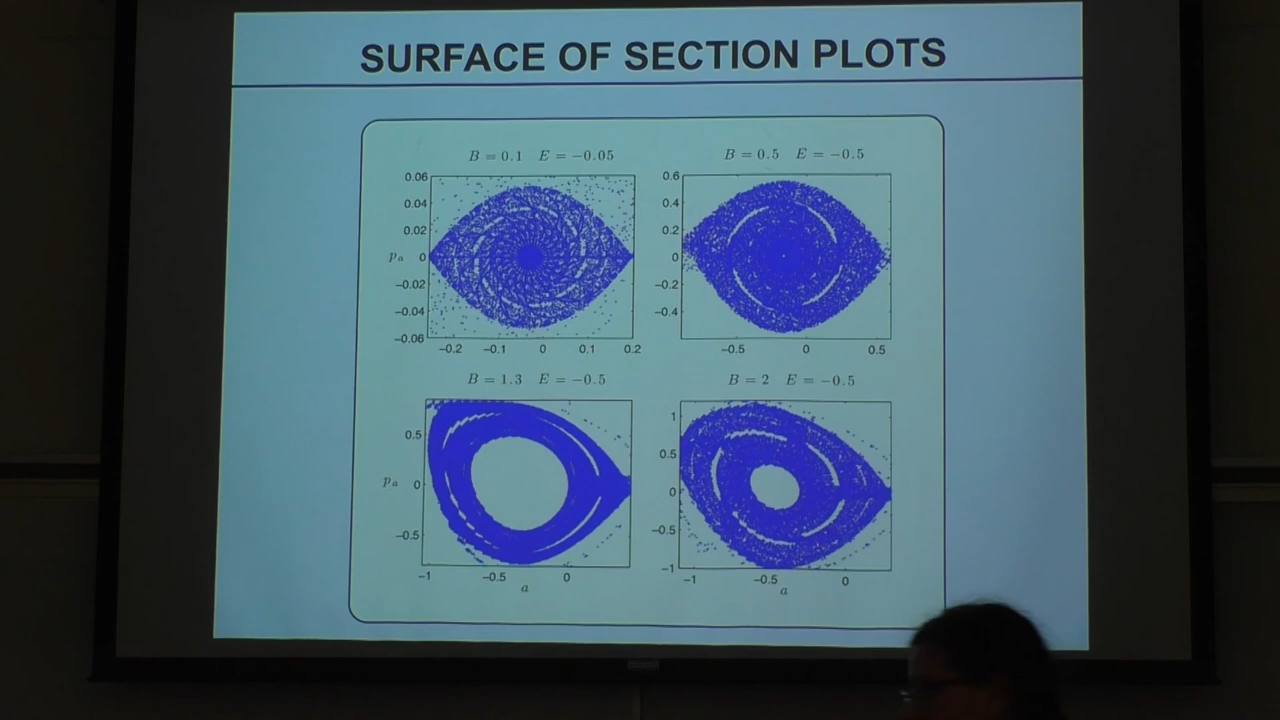 SURFACE OF SECTION PLOTS
B = 0.1 E = −0.05
B = 0.5 E = −0.5
0.06
0.04
0.02
0
−0.02
−0.04
−0.06
pₐ
−0.2 −0.1 0 0.1 0.2
0.6
0.4
0.2
0
−0.2
−0.4
−0.5 0 0.5
B = 1.3 E = −0.5
B = 2 E = −0.5
0.5
0
−0.5
pₐ
−1 −0.5 0
a
1
0.5
0
−0.5
−1
−1 −0.5 0
a